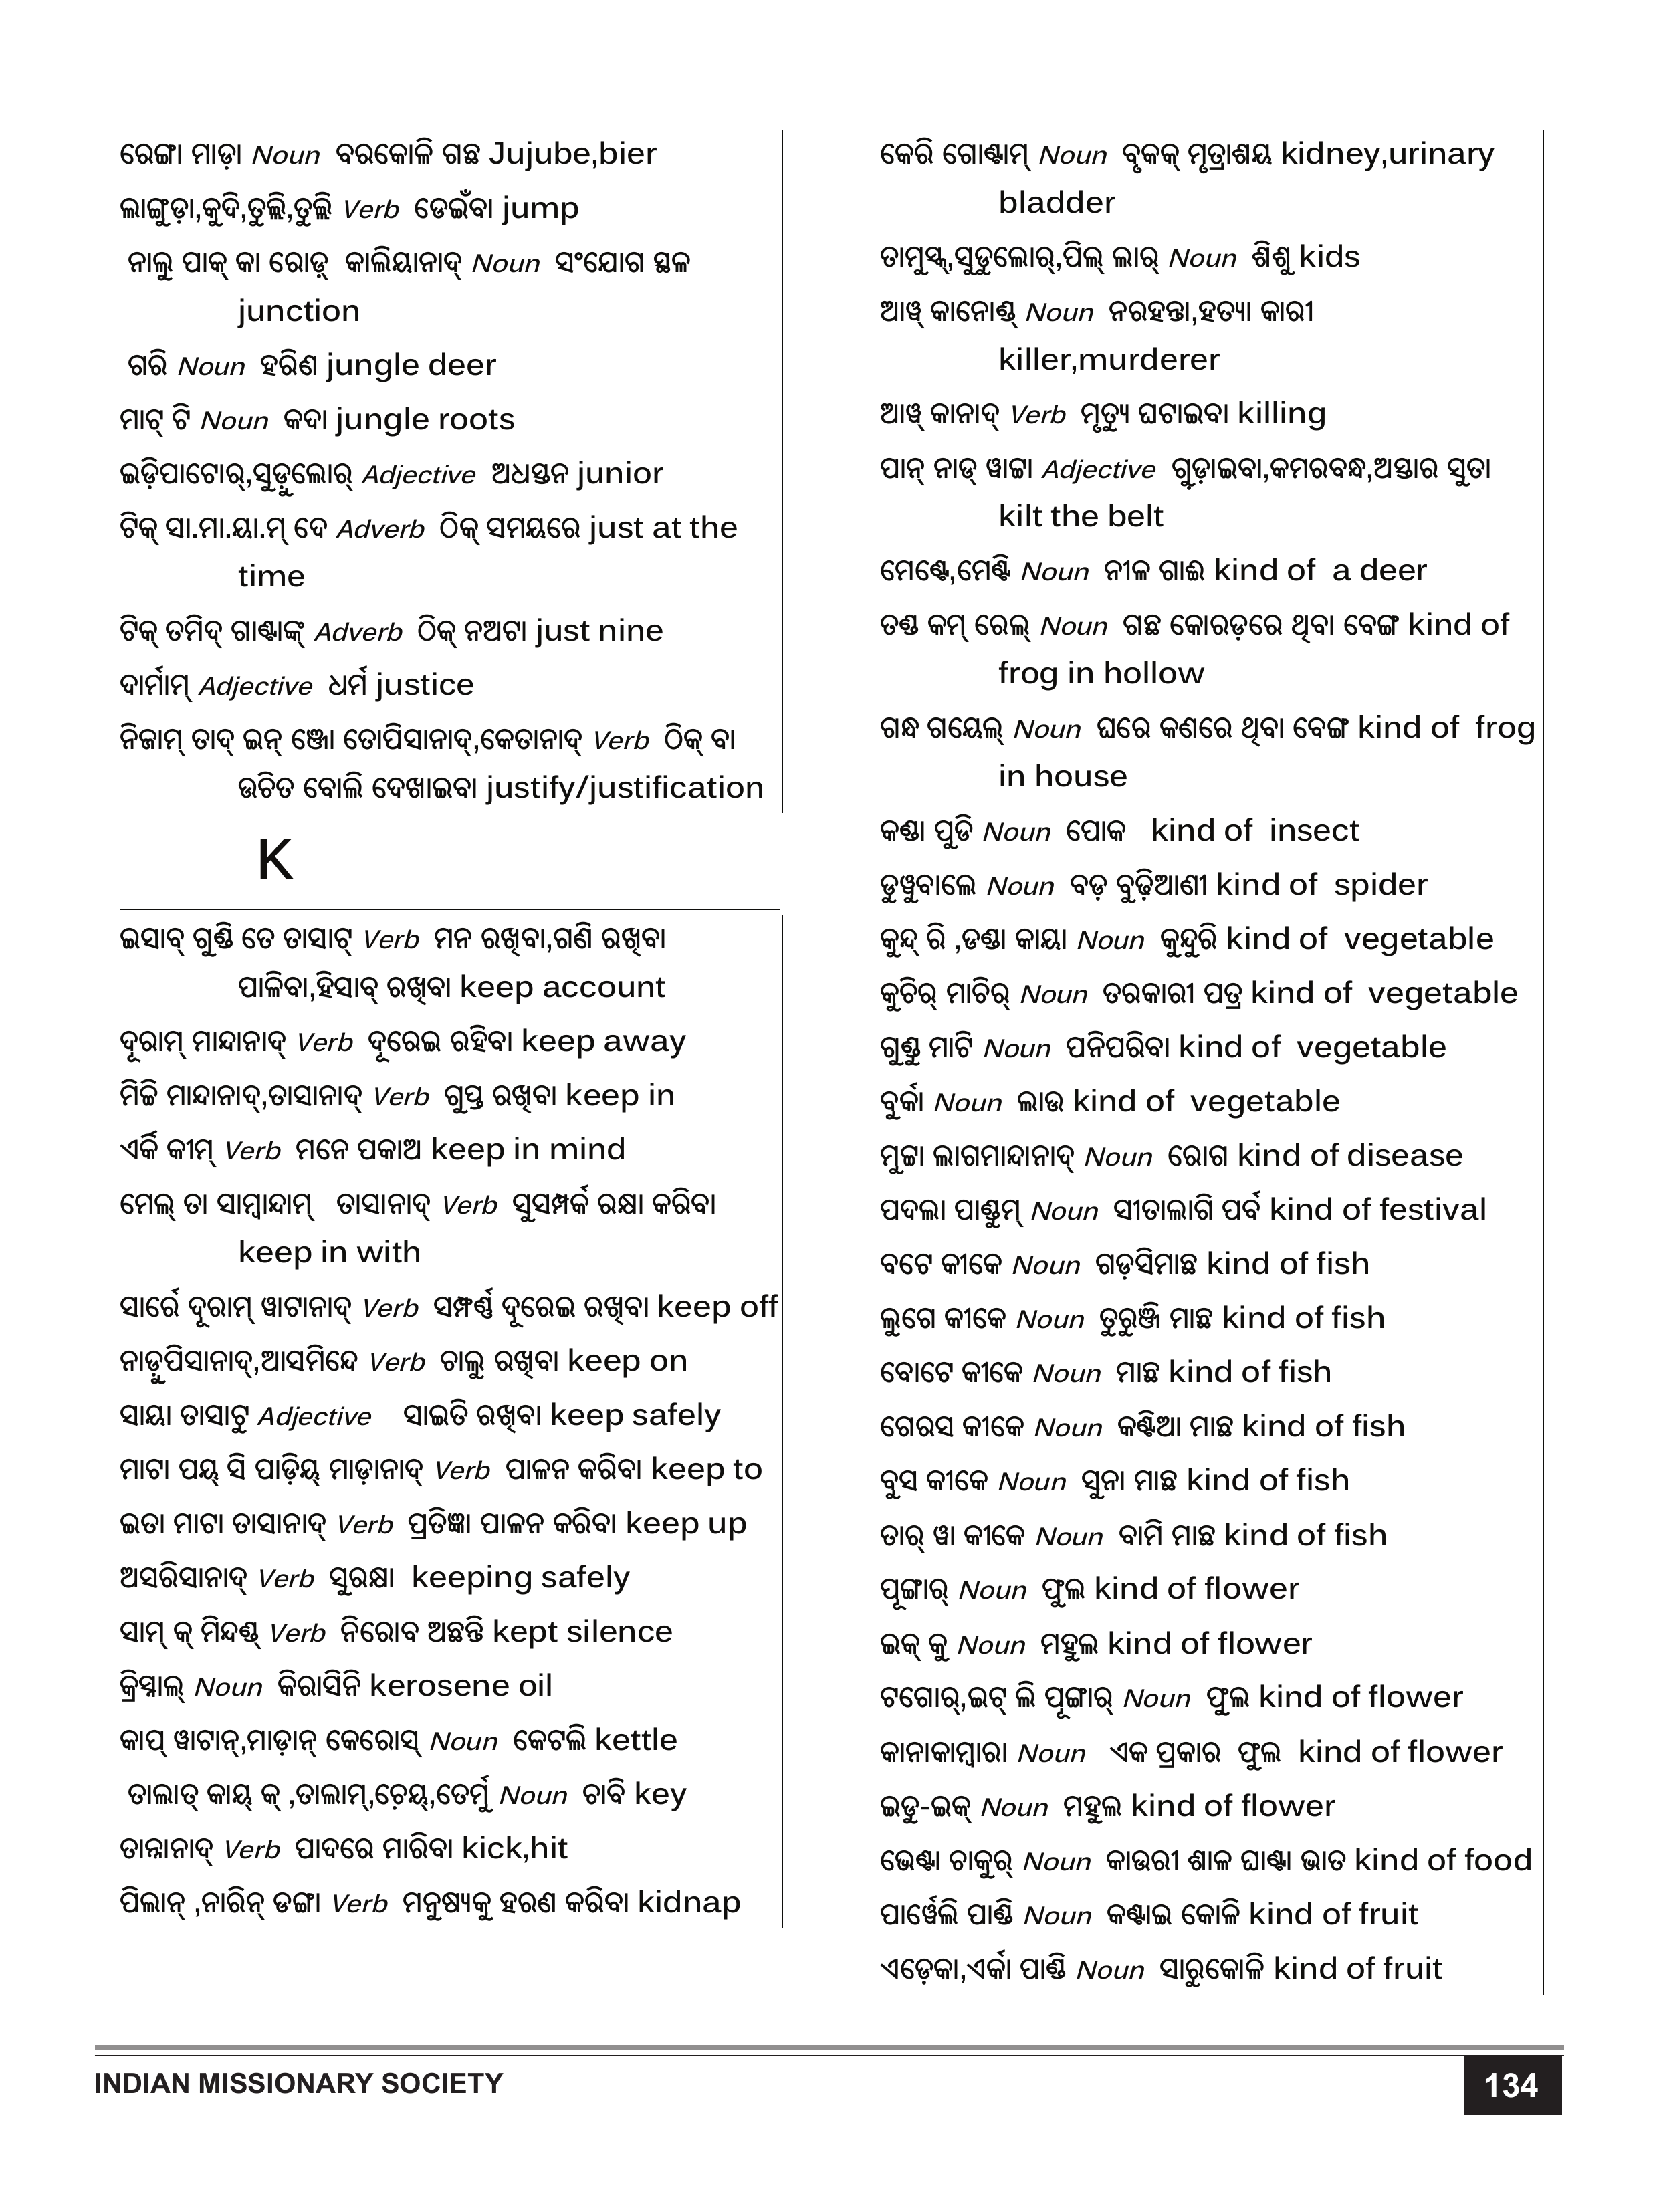 ରେଙ୍ଗା ମାଡ଼ା Noun ବରକୋଳି ଗଛ Jujube,bier
ଲାଙ୍ଗୁଡ଼ା,କୁଦି,ତୁଲ୍ଲି,ତୁଲ୍ଲି Verb ଡେଇଁବା jump
ନାଲୁ ପାକ୍ କା ରୋଡ଼୍ କାଲିୟାନାଦ୍ Noun ସଂଯୋଗ ସ୍ଥଳ
junction
ଗରି Noun ହରିଣ jungle deer
ମାଟ୍ ଟି Noun କଦା jungle roots
ଇଡ଼ିପାଟୋର୍,ସୁଡ଼ୁଲୋର୍ Adjective ଅଧସ୍ତନ junior
ଟିକ୍ ସା.ମା.ୟା.ମ୍ ଦେ Adverb ଠିକ୍ ସମୟରେ just at the
time
ଟିକ୍ ତମିଦ୍ ଗାଣ୍ଟାଙ୍କ୍ Adverb ଠିକ୍ ନଅଟା just nine
ଦାର୍ମାମ୍ Adjective ଧର୍ମ justice
ନିଜାମ୍ ତାଦ୍ ଇନ୍ ଞ୍ଜୋ ତୋପିସାନାଦ୍,କେତାନାଦ୍ Verb ଠିକ୍ ବା
ଉଚିତ ବୋଲି ଦେଖାଇବା justify/justification
K
ଇସାବ୍ ଗୁଣ୍ଡି ତେ ତାସାଟ୍ Verb ମନ ରଖିବା,ଗଣି ରଖିବା
ପାଳିବା,ହିସାବ୍ ରଖିବା keep account
ଦୂରାମ୍ ମାନ୍ଦାନାଦ୍ Verb ଦୂରେଇ ରହିବା keep away
ମିଚ୍ଚି ମାନ୍ଦାନାଦ୍,ତାସାନାଦ୍ Verb ଗୁପ୍ତ ରଖିବା keep in
ଏର୍କି କୀମ୍ Verb ମନେ ପକାଅ keep in mind
ମେଲ୍ ତା ସାମ୍ବାନ୍ଦାମ୍ ତାସାନାଦ୍ Verb ସୁସମ୍ପର୍କ ରକ୍ଷା କରିବା
keep in with
ସାର୍ରେ ଦୂରାମ୍ ୱାଟାନାଦ୍ Verb ସମ୍ପର୍ଣ୍ଣ ଦୂରେଇ ରଖିବା keep off
ନାଡ଼ୁପିସାନାଦ୍,ଆସମିନ୍ଦେ Verb ଚାଲୁ ରଖିବା keep on
ସାୟା ତାସାଟୁ Adjective ସାଇତି ରଖିବା keep safely
ମାଟା ପୟ୍ ସି ପାଡ଼ିୟ୍ ମାଡ଼ାନାଦ୍ Verb ପାଳନ କରିବା keep to
ଇତା ମାଟା ତାସାନାଦ୍ Verb ପ୍ରତିଜ୍ଞା ପାଳନ କରିବା keep up
ଅସରିସାନାଦ୍ Verb ସୁରକ୍ଷା keeping safely
ସାମ୍ କ୍ ମିନ୍ଦଣ୍ଡ୍ Verb ନିରୋବ ଅଛନ୍ତି kept silence
କ୍ରିସ୍ନାଲ୍ Noun କିରାସିନି kerosene oil
କାପ୍ ୱାଟାନ୍,ମାଡ଼ାନ୍ କେରୋସ୍ Noun କେଟଲି kettle
ତାଲାତ୍ କାୟ୍ କ୍ ,ତାଲାମ୍,ଚ଼େୟ୍,ତେର୍ମୁ Noun ଚାବି key
ତାନ୍ନାନାଦ୍ Verb ପାଦରେ ମାରିବା kick,hit
ପିଲାନ୍ ,ନାରିନ୍ ଡଙ୍ଗା Verb ମନୁଷ୍ୟକୁ ହରଣ କରିବା kidnap
କେରି ଗୋଣ୍ଟାମ୍ Noun ବୃକକ୍ ମୂତ୍ରାଶୟ kidney,urinary
bladder
ତାମୁସ୍କ୍,ସୁଡୁଲୋର୍,ପିଲ୍ ଲାର୍ Noun ଶିଶୁ kids
ଆୱ୍ କାନୋଣ୍ଡ୍ Noun ନରହନ୍ତା,ହତ୍ୟା କାରୀ
killer,murderer
ଆୱ୍ କାନାଦ୍ Verb ମୃତ୍ୟୁ ଘଟାଇବା killing
ପାନ୍ ନାଡ୍ ୱାଟ୍ଟା Adjective ଗୁଡ଼ାଇବା,କମରବନ୍ଧ,ଅସ୍ତାର ସୁତା
kilt the belt
ମେଣ୍ଟେ,ମେଣ୍ଟି Noun ନୀଳ ଗାଈ kind of a deer
ତଣ୍ଡ କମ୍ ରେଲ୍ Noun ଗଛ କୋରଡ଼ରେ ଥିବା ବେଙ୍ଗ kind of
frog in hollow
ଗନ୍ଧ ଗୟେଲ୍ Noun ଘରେ କଣରେ ଥିବା ବେଙ୍ଗ kind of frog
in house
କଣ୍ଡା ପୁଡି Noun ପୋକ kind of insect
ଡୁୱୁବାଲେ Noun ବଡ଼ ବୁଢ଼ିଆଣୀ kind of spider
କୁନ୍ଦ୍ ରି ,ଡଣ୍ଡା କାୟା Noun କୁନ୍ଦୁରି kind of vegetable
କୁଚିର୍ ମାଚିର୍ Noun ତରକାରୀ ପତ୍ର kind of vegetable
ଗୁଣ୍ଡୁ ମାଟି Noun ପନିପରିବା kind of vegetable
ବୁର୍କା Noun ଲାଉ kind of vegetable
ମୁଟ୍ଟା ଲାଗମାନ୍ଦାନାଦ୍ Noun ରୋଗ kind of disease
ପଦଲା ପାଣ୍ଡୁମ୍ Noun ସୀତାଲାଗି ପର୍ବ kind of festival
ବଟେ କୀକେ Noun ଗଡ଼ସିମାଛ kind of fish
ଲୁଗେ କୀକେ Noun ତୁରୁଞ୍ଜି ମାଛ kind of fish
ବୋଟେ କୀକେ Noun ମାଛ kind of fish
ଗେରସ କୀକେ Noun କଣ୍ଟିଆ ମାଛ kind of fish
ବୁସ କୀକେ Noun ସୁନା ମାଛ kind of fish
ତାର୍ ୱା କୀକେ Noun ବାମି ମାଛ kind of fish
ପୂଙ୍ଗାର୍ Noun ଫୁଲ kind of flower
ଇକ୍ କୁ Noun ମହୁଲ kind of flower
ଟଗୋର୍,ଇଟ୍ ଲି ପୂଙ୍ଗାର୍ Noun ଫୁଲ kind of flower
କାନାକାମ୍ବାରା Noun ଏକ ପ୍ରକାର ଫୁଲ kind of flower
ଇଡୁ-ଇକ୍ Noun ମହୁଲ kind of flower
ଭେଣ୍ଟା ଚାକୁର୍ Noun କାଉରୀ ଶାଳ ଘାଣ୍ଟା ଭାତ kind of food
ପାର୍ୱେଲି ପାଣ୍ଡି Noun କଣ୍ଟାଇ କୋଳି kind of fruit
ଏଡ଼େକା,ଏର୍କା ପାଣ୍ଡି Noun ସାରୁକୋଳି kind of fruit
INDIAN MISSIONARY SOCIETY
134